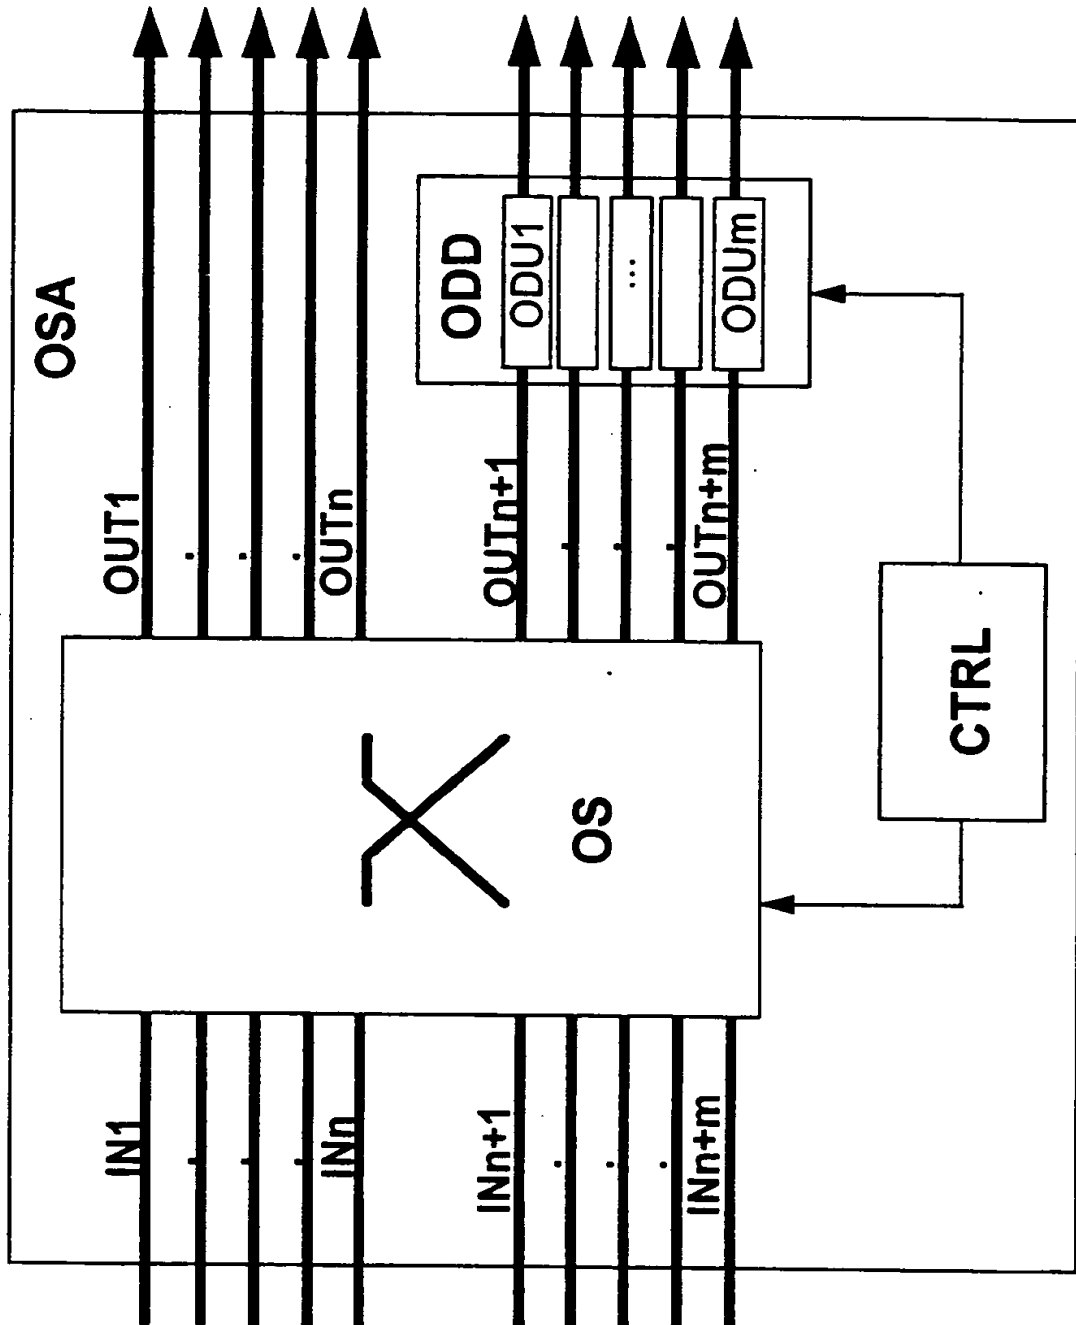 OSA
IN1
INn
INn+1
INn+m
OS
OUT1
OUTn
OUTn+1
OUTn+m
ODD
ODU1
...
ODUm
CTRL